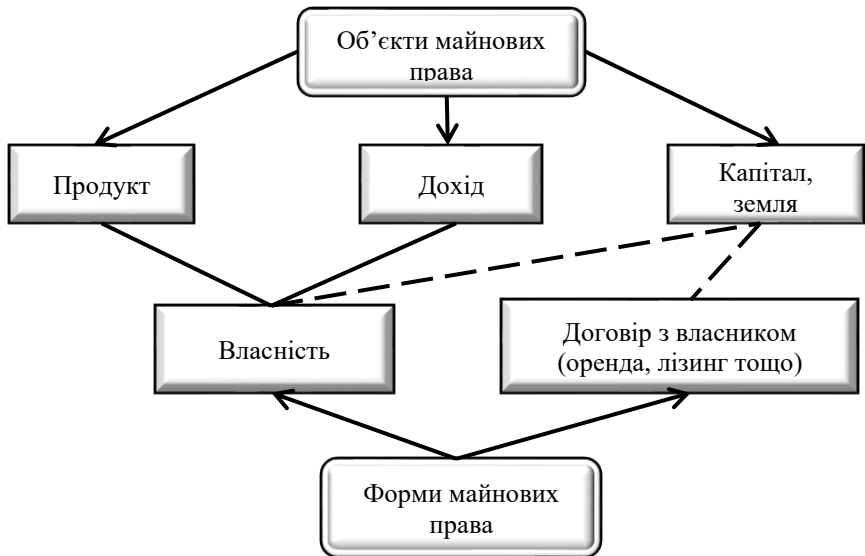 Об’єкти майнових
права
Продукт
Дохід
Капітал,
земля
Власність
Договір з власником
(оренда, лізинг тощо)
Форми майнових
права